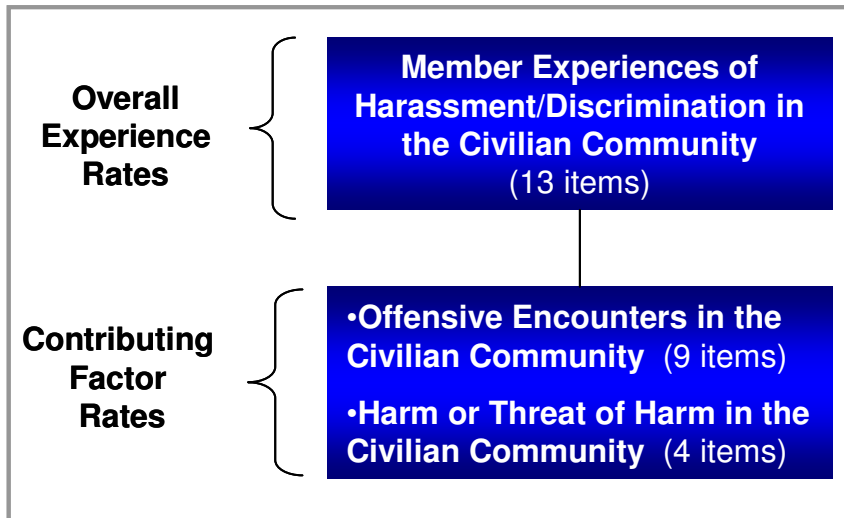 Overall
Experience
Rates
Member Experiences of
Harassment/Discrimination in
the Civilian Community
(13 items)
Contributing
Factor
Rates
•Offensive Encounters in the
Civilian Community (9 items)
•Harm or Threat of Harm in the
Civilian Community (4 items)